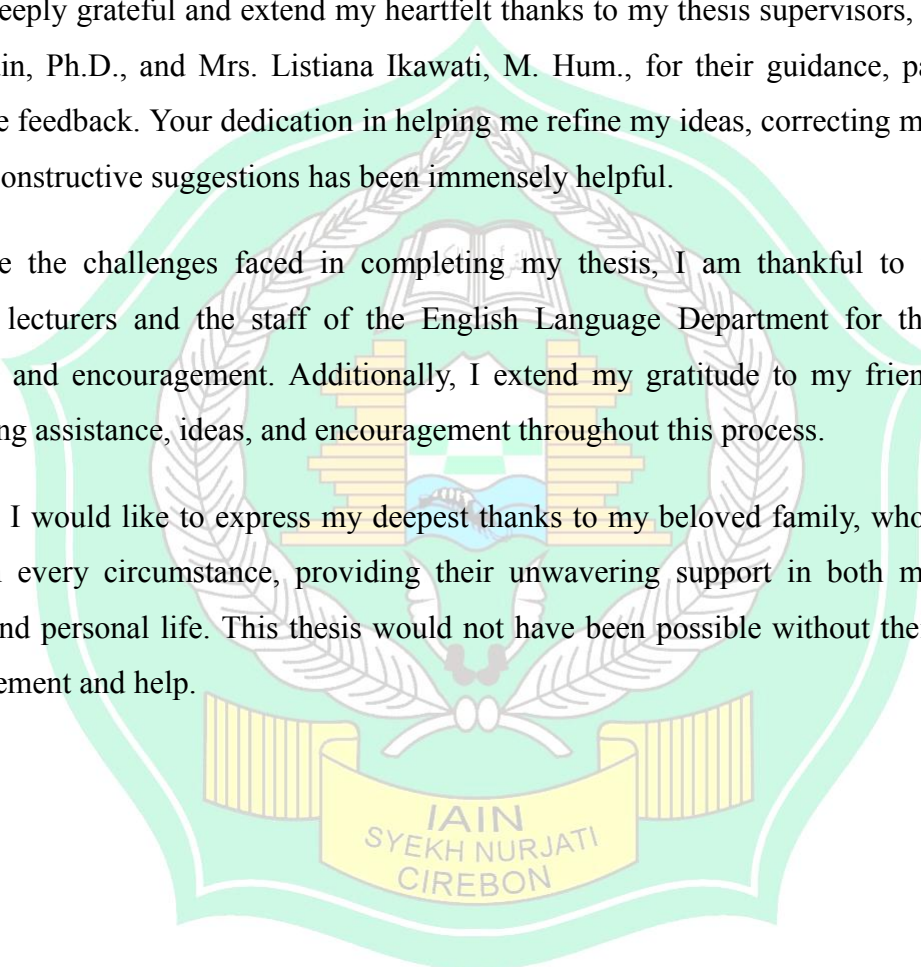 eeply grateful and extend my heartfelt thanks to my thesis supervisors,
in, Ph.D., and Mrs. Listiana Ikawati, M. Hum., for their guidance, pa
e feedback. Your dedication in helping me refine my ideas, correcting m
onstructive suggestions has been immensely helpful.
e the challenges faced in completing my thesis, I am thankful to
lecturers and the staff of the English Language Department for th
and encouragement. Additionally, I extend my gratitude to my frien
ng assistance, ideas, and encouragement throughout this process.
I would like to express my deepest thanks to my beloved family, who
every circumstance, providing their unwavering support in both m
nd personal life. This thesis would not have been possible without the
ement and help.
IAIN
SYEKH NURJATI
CIREBON